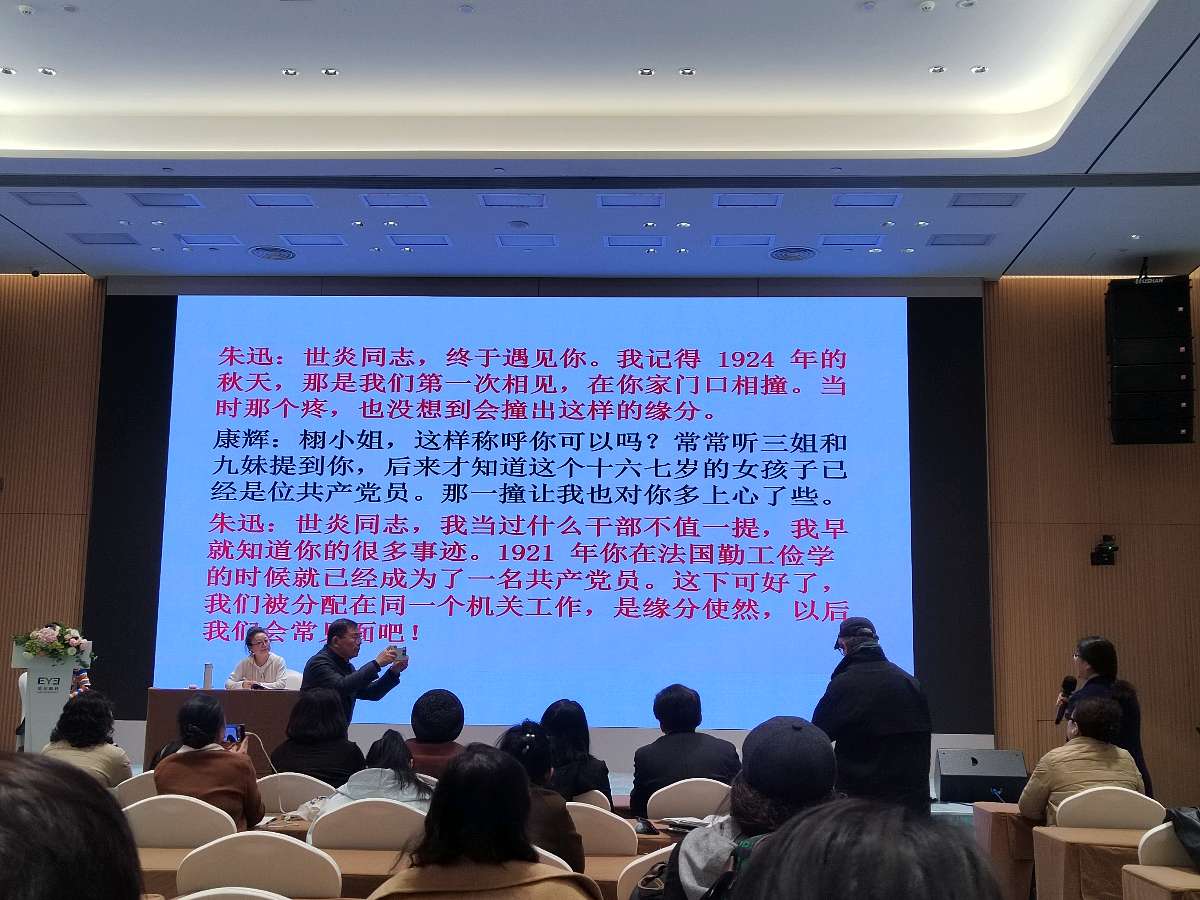 朱迅：世炎同志，终于遇见你。我记得 1924 年的
秋天，那是我们第一次相见，在你家门口相撞。当
时那个疼，也没想到会撞出这样的缘分。
康辉：栩小姐，这样称呼你可以吗？常常听三姐和
九妹提到你，后来才知道这个十六七岁的女孩子已
经是位共产党员。那一撞让我也对你多上心了些。
朱迅：世炎同志，我当过什么干部不值一提，我早
就知道你的很多事迹。1921 年你在法国勤工俭学
的时候就已经成为了一名共产党员。这下可好了，
我们被分配在同一个机关工作，是缘分使然，以后
我们会常见面吧！
EYE